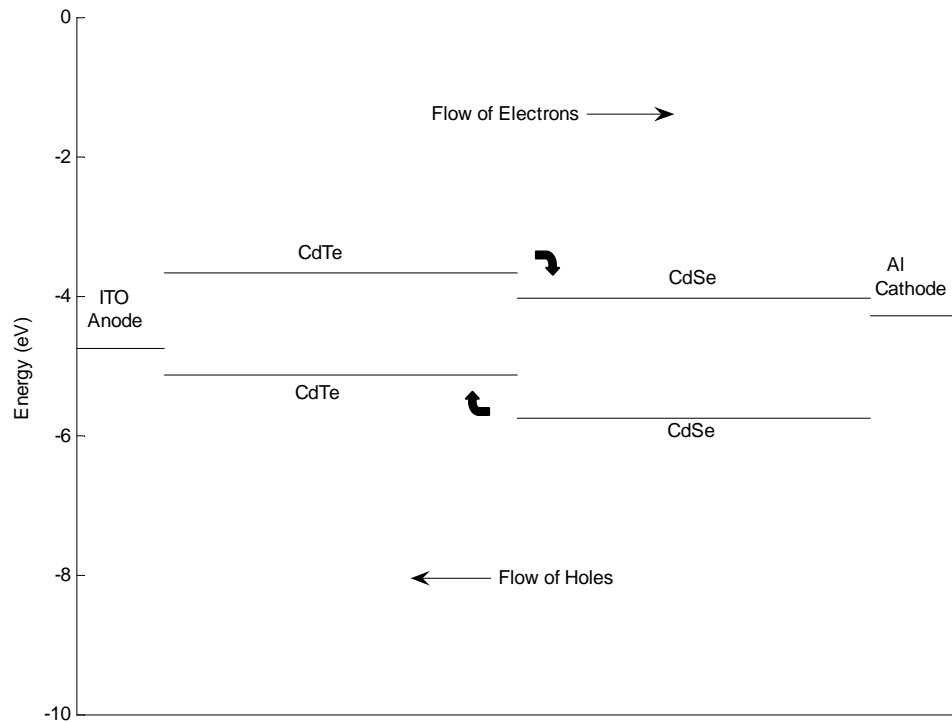 0
Flow of Electrons
-2
CdTe
CdSe
Al
Cathode
-4
ITO
Anode
Energy (eV)
CdTe
CdSe
-6
-8
Flow of Holes
-10